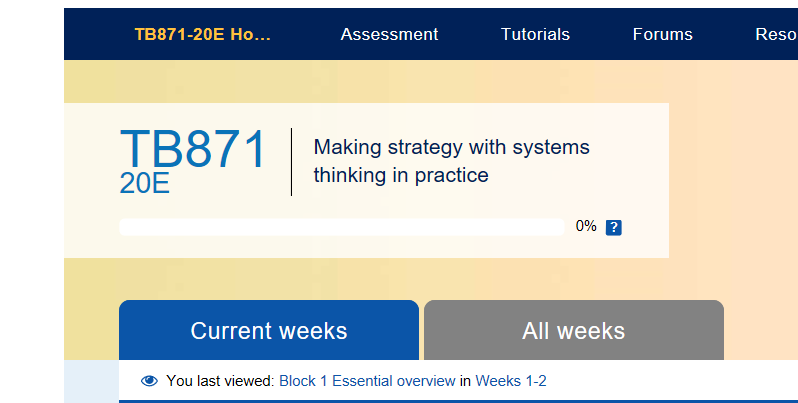 TB871-20E Ho... Assessment Tutorials Forums Reso
TB871
20E
Making strategy with systems
thinking in practice
0% ?
Current weeks All weeks
You last viewed: Block 1 Essential overview in Weeks 1-2